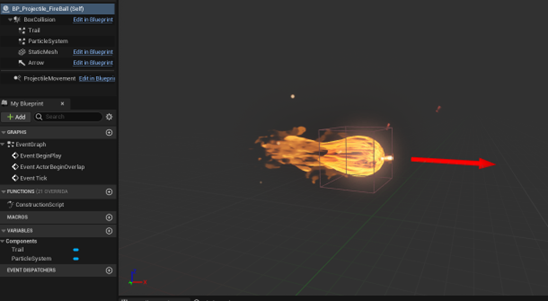 BP_Projectile_FireBall (Self)
BoxCollision Edit in Blueprint
Trail
ParticleSystem
StaticMesh Edit in Blueprint
Arrow Edit in Blueprint
ProjectileMovement Edit in Bluepri
My Blueprint
Add Search
GRAPHS
EventGraph
Event BeginPlay
Event ActorBeginOverlap
Event Tick
FUNCTIONS (21 OVERRIDA
ConstructionScript
MACROS
VARIABLES
Components
Trail
ParticleSystem
EVENT DISPATCHERS